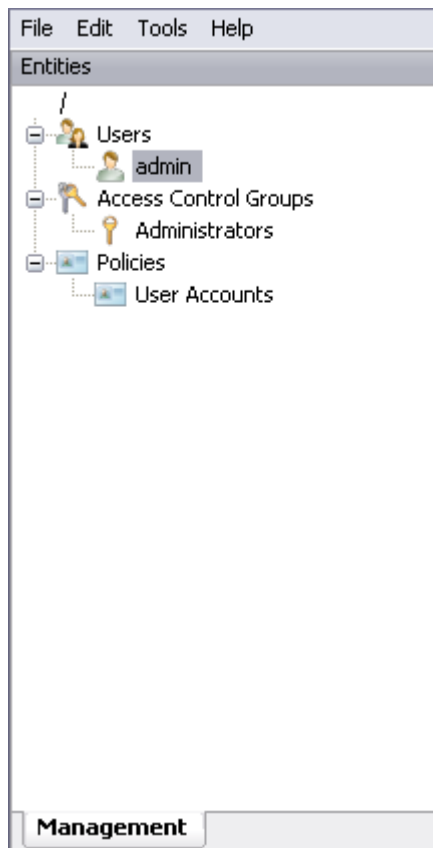 File Edit Tools Help
Entities
/
Users
admin
Access Control Groups
Administrators
Policies
User Accounts
Management